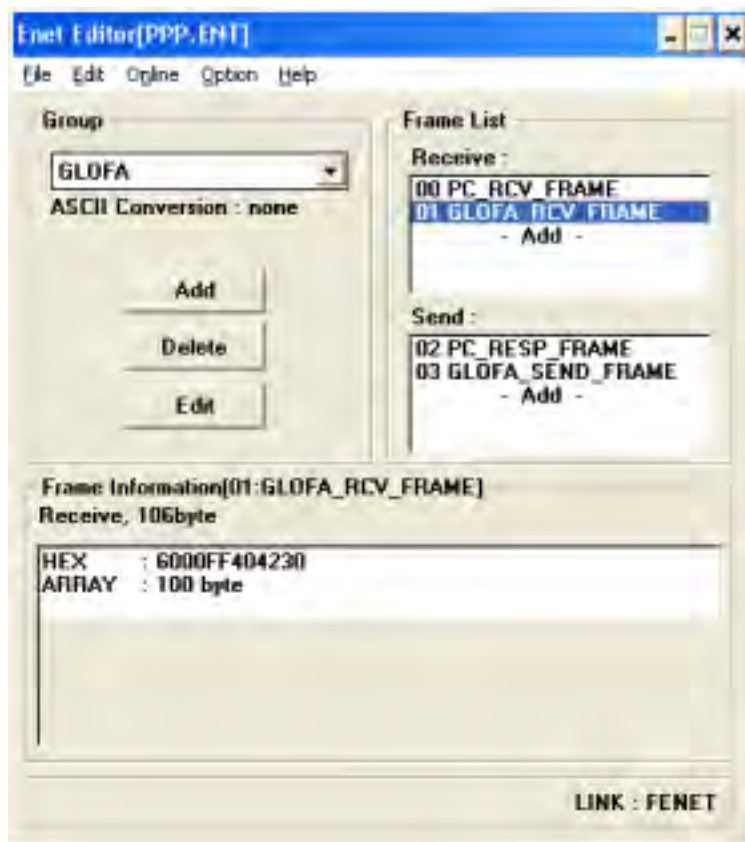 Enet Editor[PPP.ENT]
File Edit Online Option Help
Group
GLOFA
ASCII Conversion : none
Add
Delete
Edit
Frame List
Receive :
00 PC_RCV_FRAME
01 GLOFA_RCV_FRAME
- Add -
Send :
02 PC_RESP_FRAME
03 GLOFA_SEND_FRAME
- Add -
Frame Information[01:GLOFA_RCV_FRAME]
Receive, 106byte
HEX : 6000FF404230
ARRAY : 100 byte
LINK : FENET